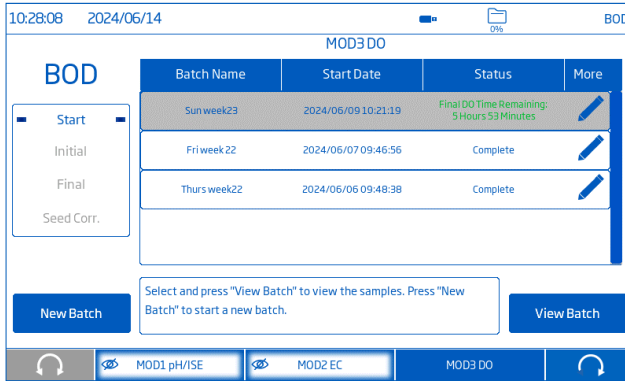 10:28:08 2024/06/14
0%
MOD3 DO
BOD
Batch Name Start Date Status More
Sun week23 2024/06/09 10:21:19 Final DO Time Remaining:
5 Hours 53 Minutes
Fri week 22 2024/06/07 09:46:56 Complete
Thurs week22 2024/06/06 09:48:38 Complete
Start
Initial
Final
Seed Corr.
Select and press "View Batch" to view the samples. Press "New
Batch" to start a new batch.
New Batch
View Batch
MOD1 pH/ISE MOD2 EC MOD3 DO